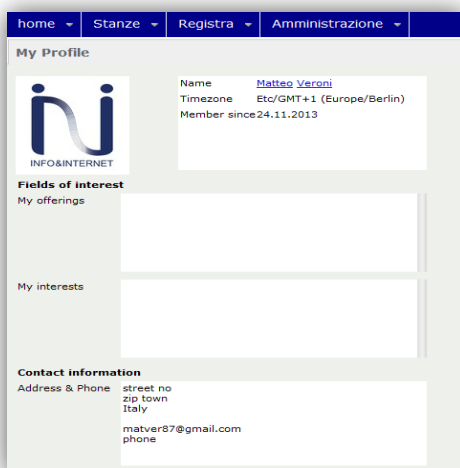 home Stanze Registra Amministrazione
My Profile
INFO&INTERNET
Name Matteo Veroni
Timezone Etc/GMT+1 (Europe/Berlin)
Member since24.11.2013
Fields of interest
My offerings
My interests
Contact information
Address & Phone street no
zip town
Italy
matver87@gmail.com
phone